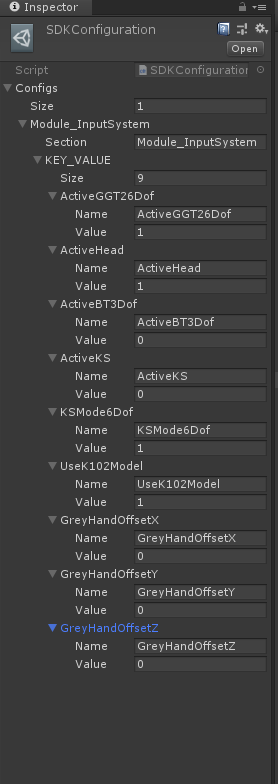 Inspector
SDKConfiguration
Open
Script SDKConfiguration
Configs
Size 1
Module_InputSystem
Section Module_InputSystem
KEY_VALUE
Size 9
ActiveGGT26Dof
Name ActiveGGT26Dof
Value 1
ActiveHead
Name ActiveHead
Value 1
ActiveBT3Dof
Name ActiveBT3Dof
Value 0
ActiveKS
Name ActiveKS
Value 0
KSMode6Dof
Name KSMode6Dof
Value 1
UseK102Model
Name UseK102Model
Value 1
GreyHandOffsetX
Name GreyHandOffsetX
Value 0
GreyHandOffsetY
Name GreyHandOffsetY
Value 0
GreyHandOffsetZ
Name GreyHandOffsetZ
Value 0